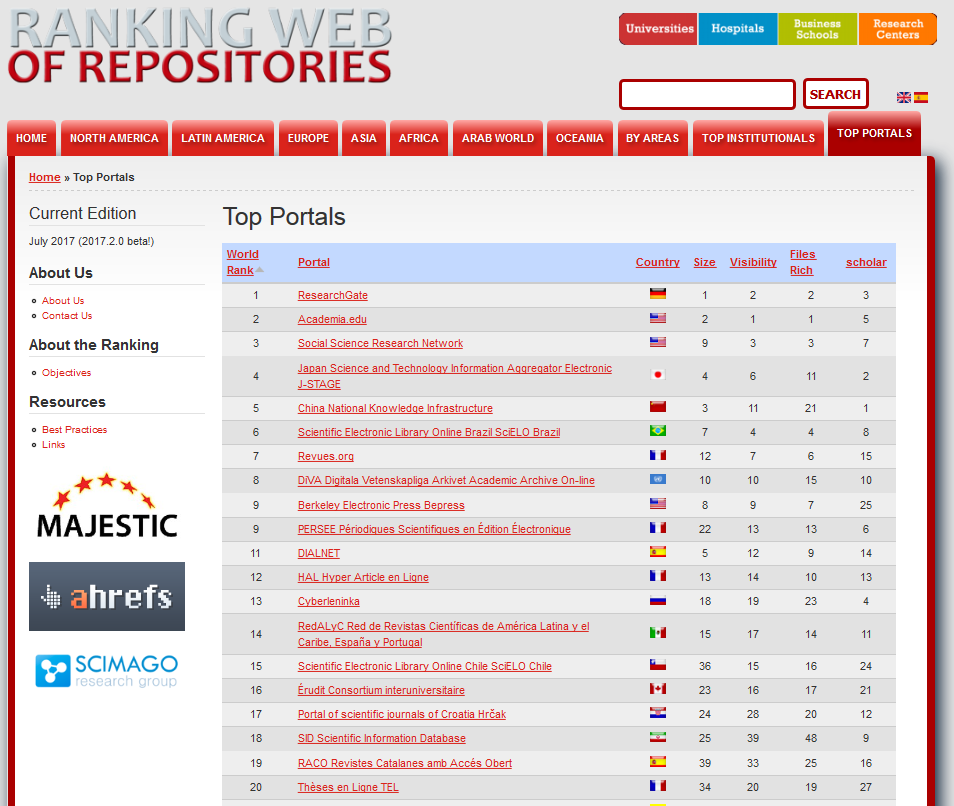 RANKING WEB
OF REPOSITORIES
Universities Hospitals Business Schools Research Centers
SEARCH
HOME NORTH AMERICA LATIN AMERICA EUROPE ASIA AFRICA ARAB WORLD OCEANIA BY AREAS TOP INSTITUTIONALS TOP PORTALS
Home » Top Portals
Current Edition
July 2017 (2017.2.0 beta!)
About Us
About Us
Contact Us
About the Ranking
Objectives
Resources
Best Practices
Links
MAJESTIC
ahrefs
SCIMAGO
research group
Top Portals
World Rank Portal Country Size Visibility Files Rich scholar
1 ResearchGate 1 2 2 3
2 Academia.edu 2 1 1 5
3 Social Science Research Network 9 3 3 7
4 Japan Science and Technology Information Aggregator Electronic
J-STAGE 4 6 11 2
5 China National Knowledge Infrastructure 3 11 21 1
6 Scientific Electronic Library Online Brazil SciELO Brazil 7 4 4 8
7 Revues.org 12 7 6 15
8 DiVA Digitala Vetenskapliga Arkivet Academic Archive On-line 10 10 15 10
9 Berkeley Electronic Press Bepress 8 9 7 25
9 PERSEE Périodiques Scientifiques en Édition Électronique 22 13 13 6
11 DIALNET 5 12 9 14
12 HAL Hyper Article en Ligne 13 14 10 13
13 Cyberleninka 18 19 23 4
14 RedALyC Red de Revistas Científicas de América Latina y el
Caribe, España y Portugal 15 17 14 11
15 Scientific Electronic Library Online Chile SciELO Chile 36 15 16 24
16 Érudit Consortium interuniversitaire 23 16 17 21
17 Portal of scientific journals of Croatia Hrčak 24 28 20 12
18 SID Scientific Information Database 25 39 48 9
19 RACO Revistes Catalanes amb Accés Obert 39 33 25 16
20 Thèses en Ligne TEL 34 20 19 27